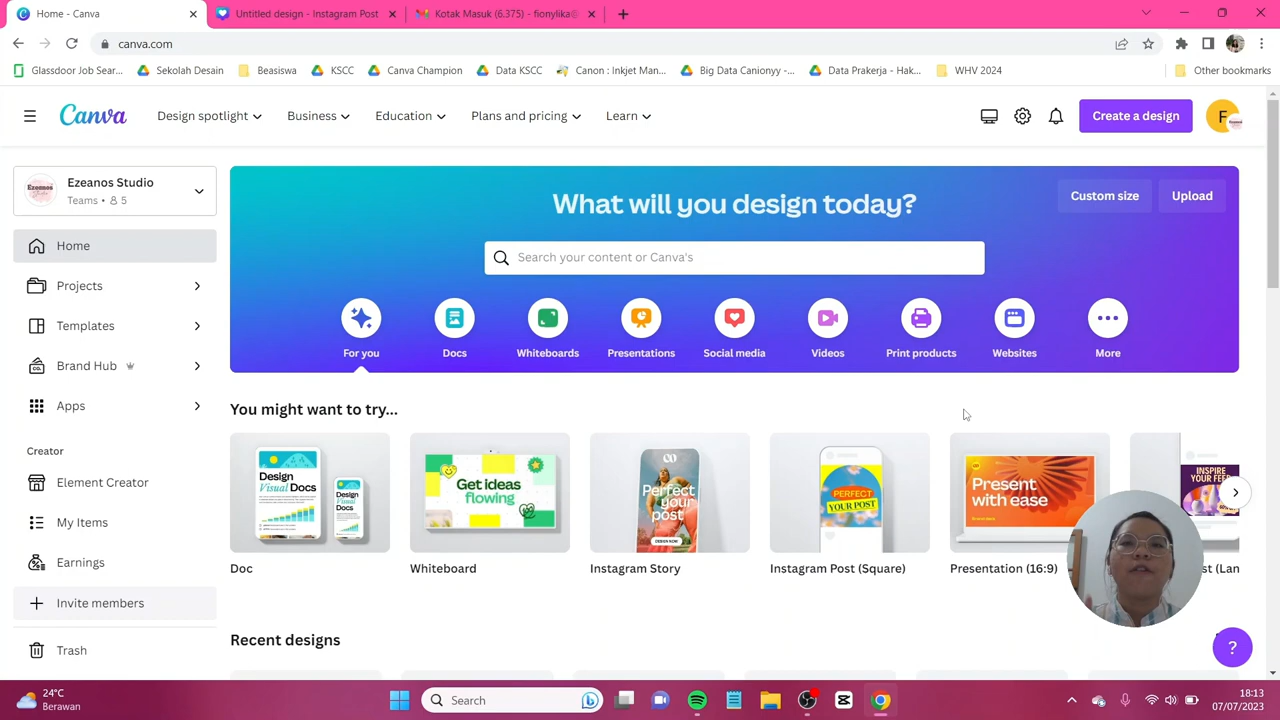 Home - Canva
Untitled design - Instagram Post
Kotak Masuk (6.375) - fionylika@
canva.com
Glassdoor Job Sear...
Sekolah Desain
Beasiswa
KSCC
Canva Champion
Data KSCC
Canon : Inkjet Man...
Big Data Canionyy -...
Data Prakerja - Hak...
WHV 2024
Other bookmarks
Canva
Design spotlight
Business
Education
Plans and pricing
Learn
Create a design
F
Ezeanos Studio
Teams • 5
Home
Projects
Templates
Brand Hub
Apps
Creator
Element Creator
My Items
Earnings
Invite members
Trash
What will you design today?
Custom size
Upload
Search your content or Canva's
For you
Docs
Whiteboards
Presentations
Social media
Videos
Print products
Websites
More
You might want to try...
Design
Visual Docs
Design
Visual
Docs
Get ideas
flowing
Perfect
your
post
DESIGN NOW
PERFECT
YOUR POST
Present
with ease
INSPIRE
YOUR FEED
Doc
Whiteboard
Instagram Story
Instagram Post (Square)
Presentation (16:9)
(Lan
Recent designs
?
24°C
Berawan
Search
18:13
07/07/2023